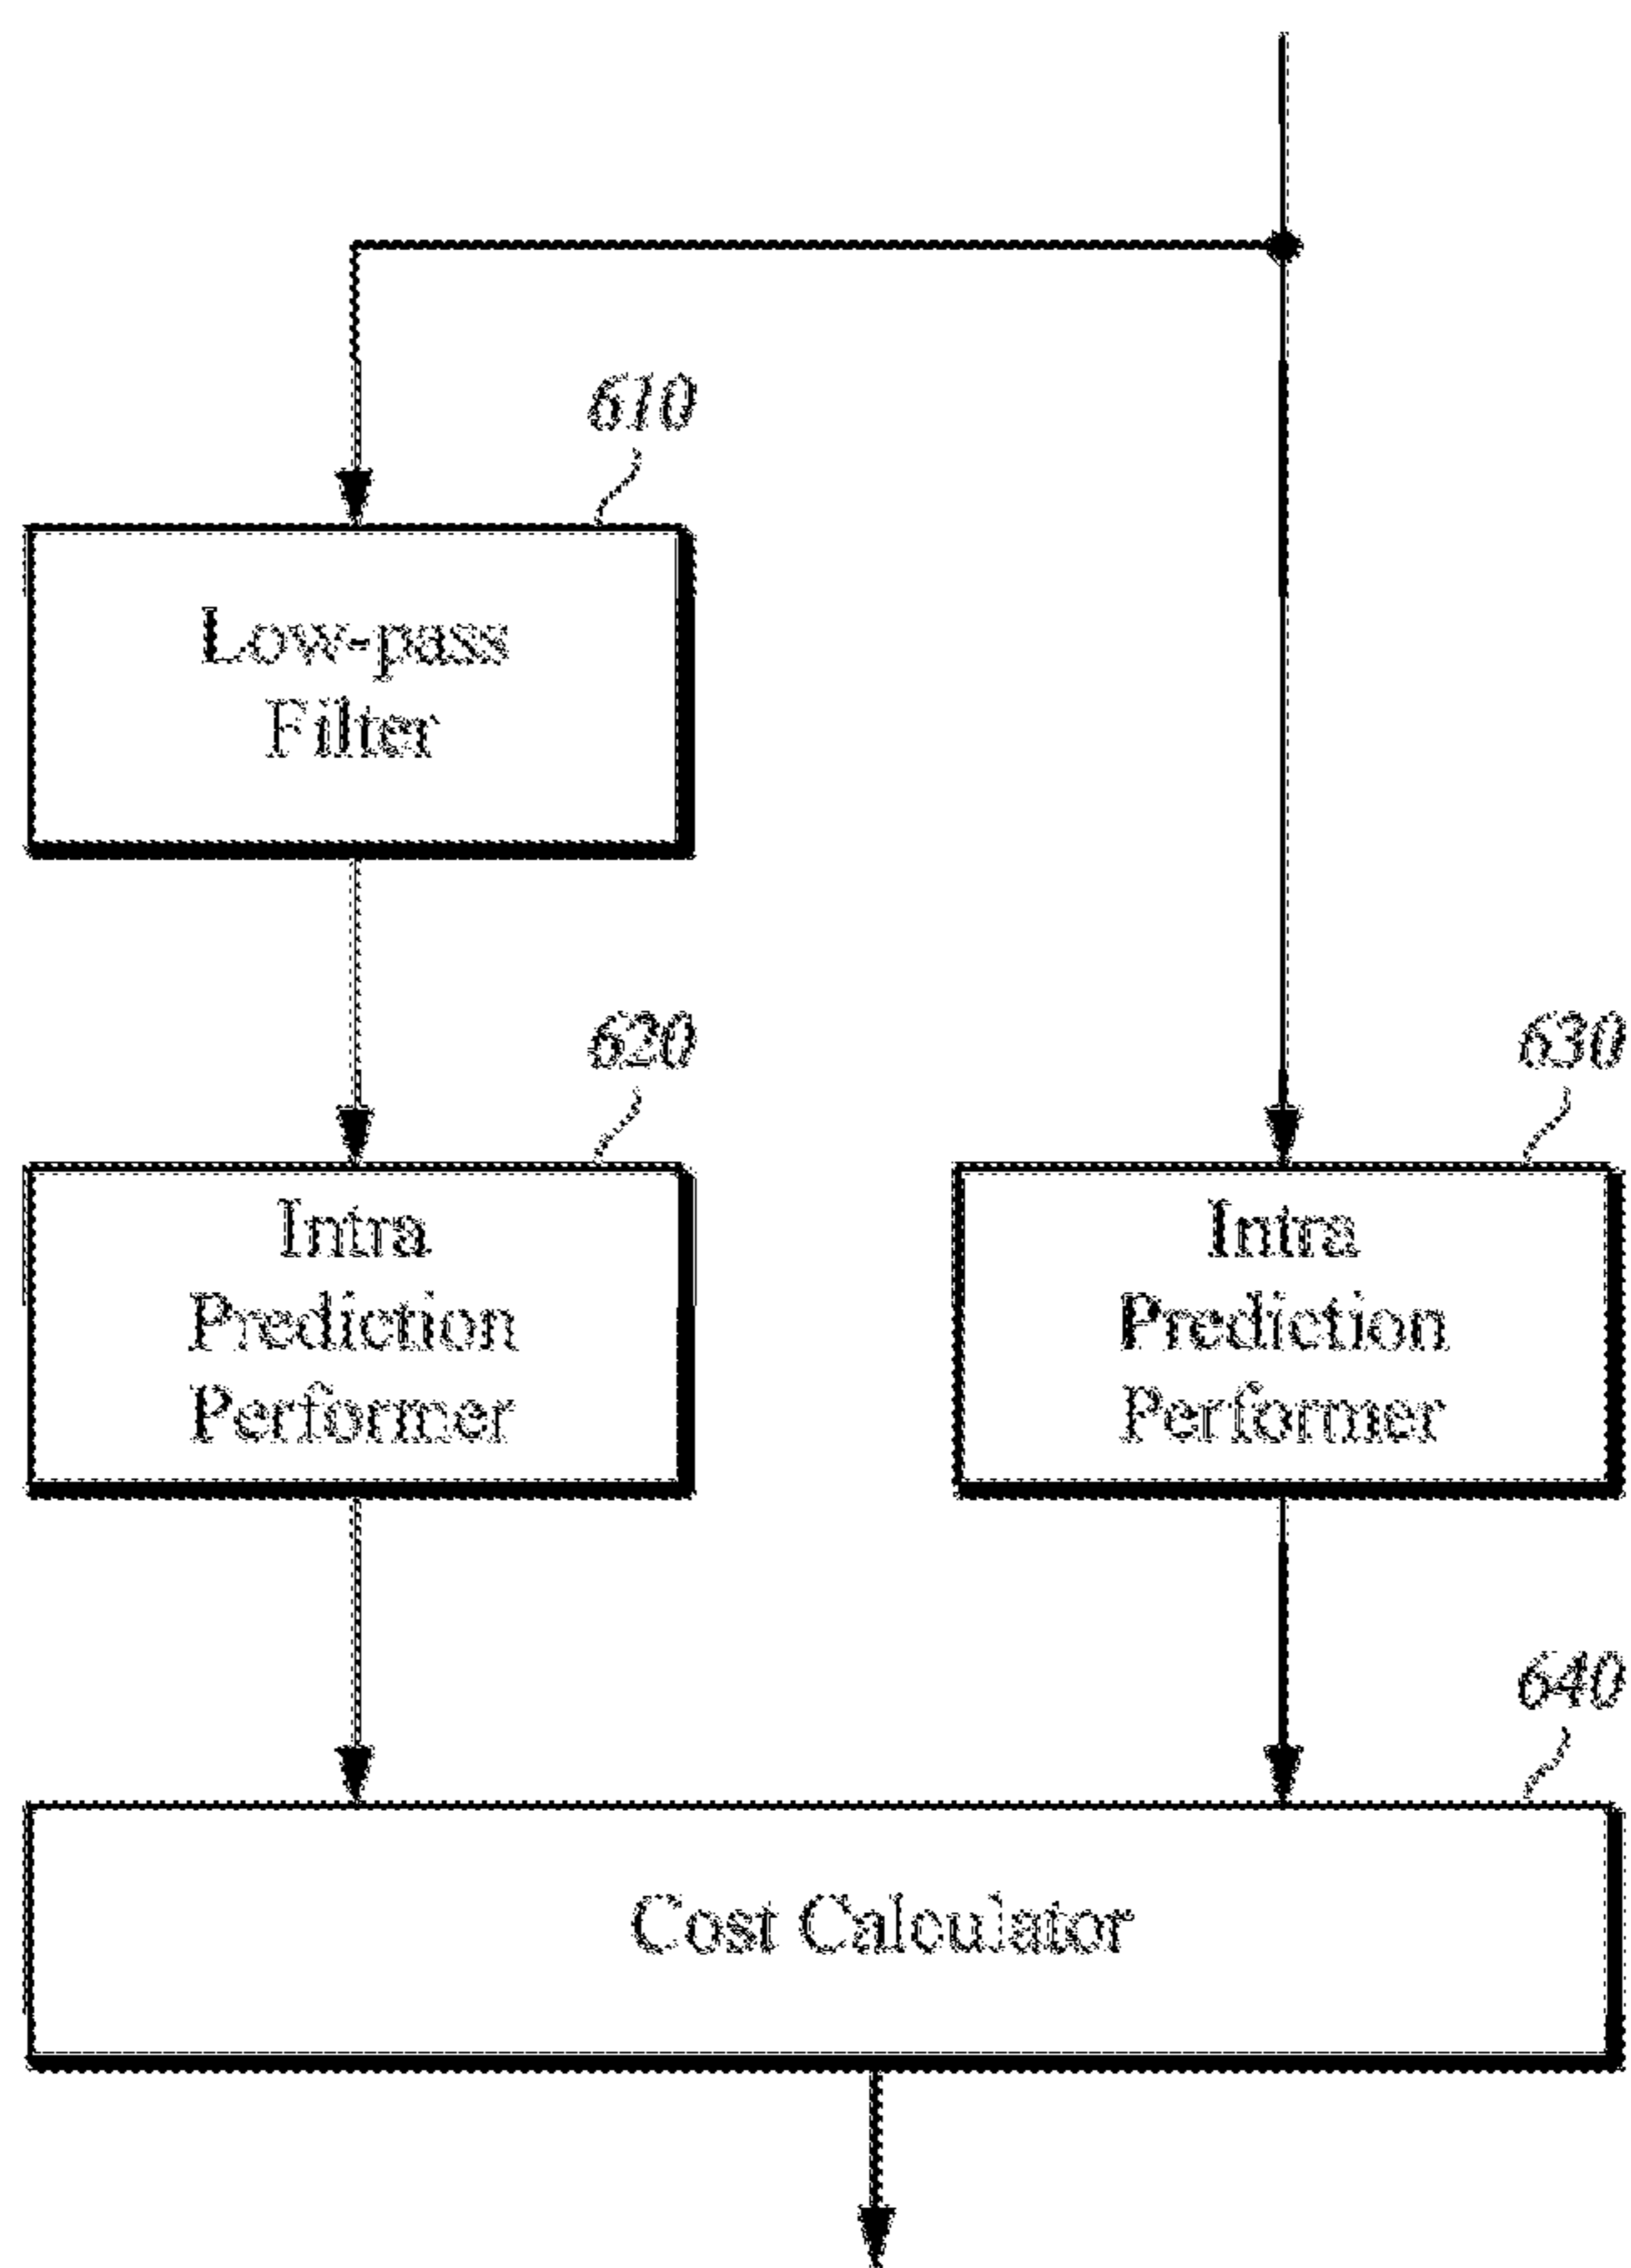 610
Low-pass
Filter
620
630
Intra
Prediction
Performer
Intra
Prediction
Performer
640
Cost Calculator